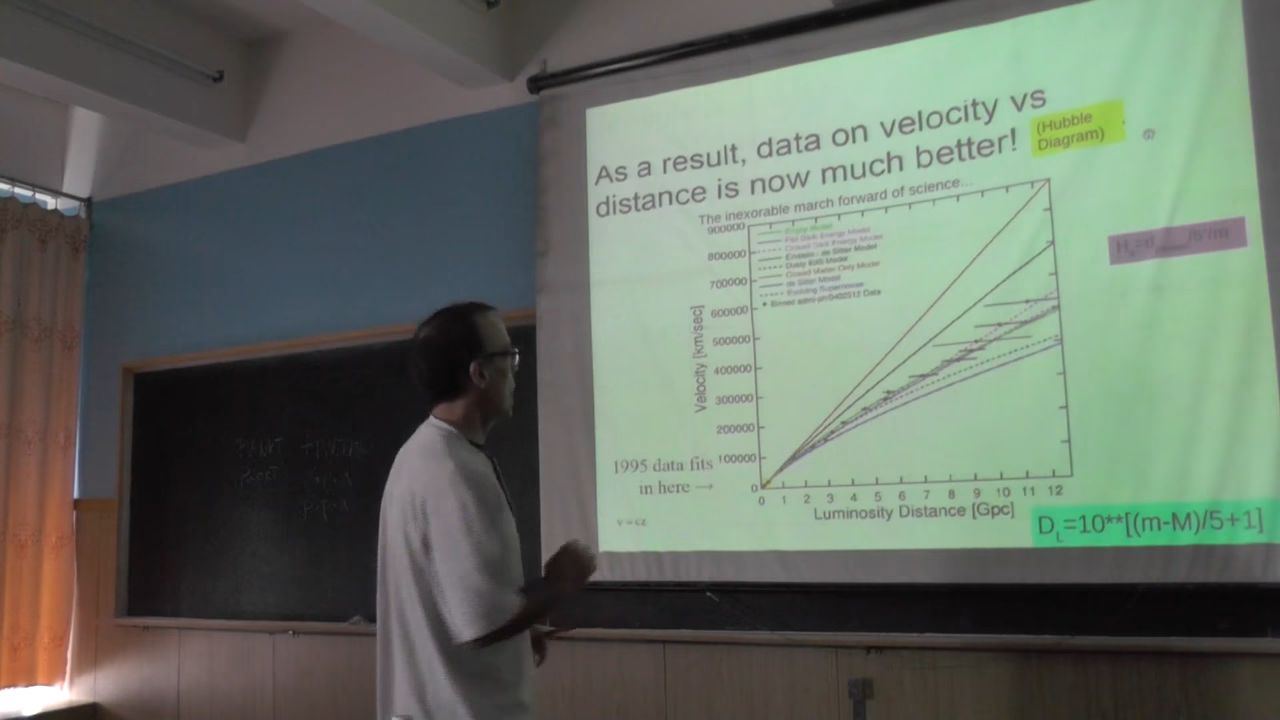 As a result, data on velocity vs
distance is now much better!
(Hubble
Diagram)
The inexorable march forward of science...
900000
800000
700000
600000
500000
400000
300000
200000
100000
0
Velocity [km/sec]
Empty Model
Flat Dark Energy Model
Closed Dark Energy Model
Einstein - de Sitter Model
Closed Matter Only Model
de Sitter Model
Evolving Supernovae
Binned astro-ph/0402512 Data
1995 data fits
in here →
0 1 2 3 4 5 6 7 8 9 10 11 12
Luminosity Distance [Gpc]
v = cz
D_L=10**[(m-M)/5+1]